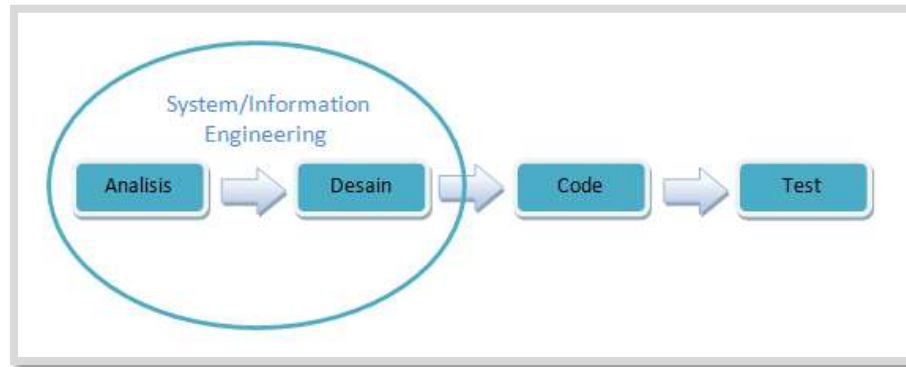 System/Information
Engineering
Analisis
Desain
Code
Test